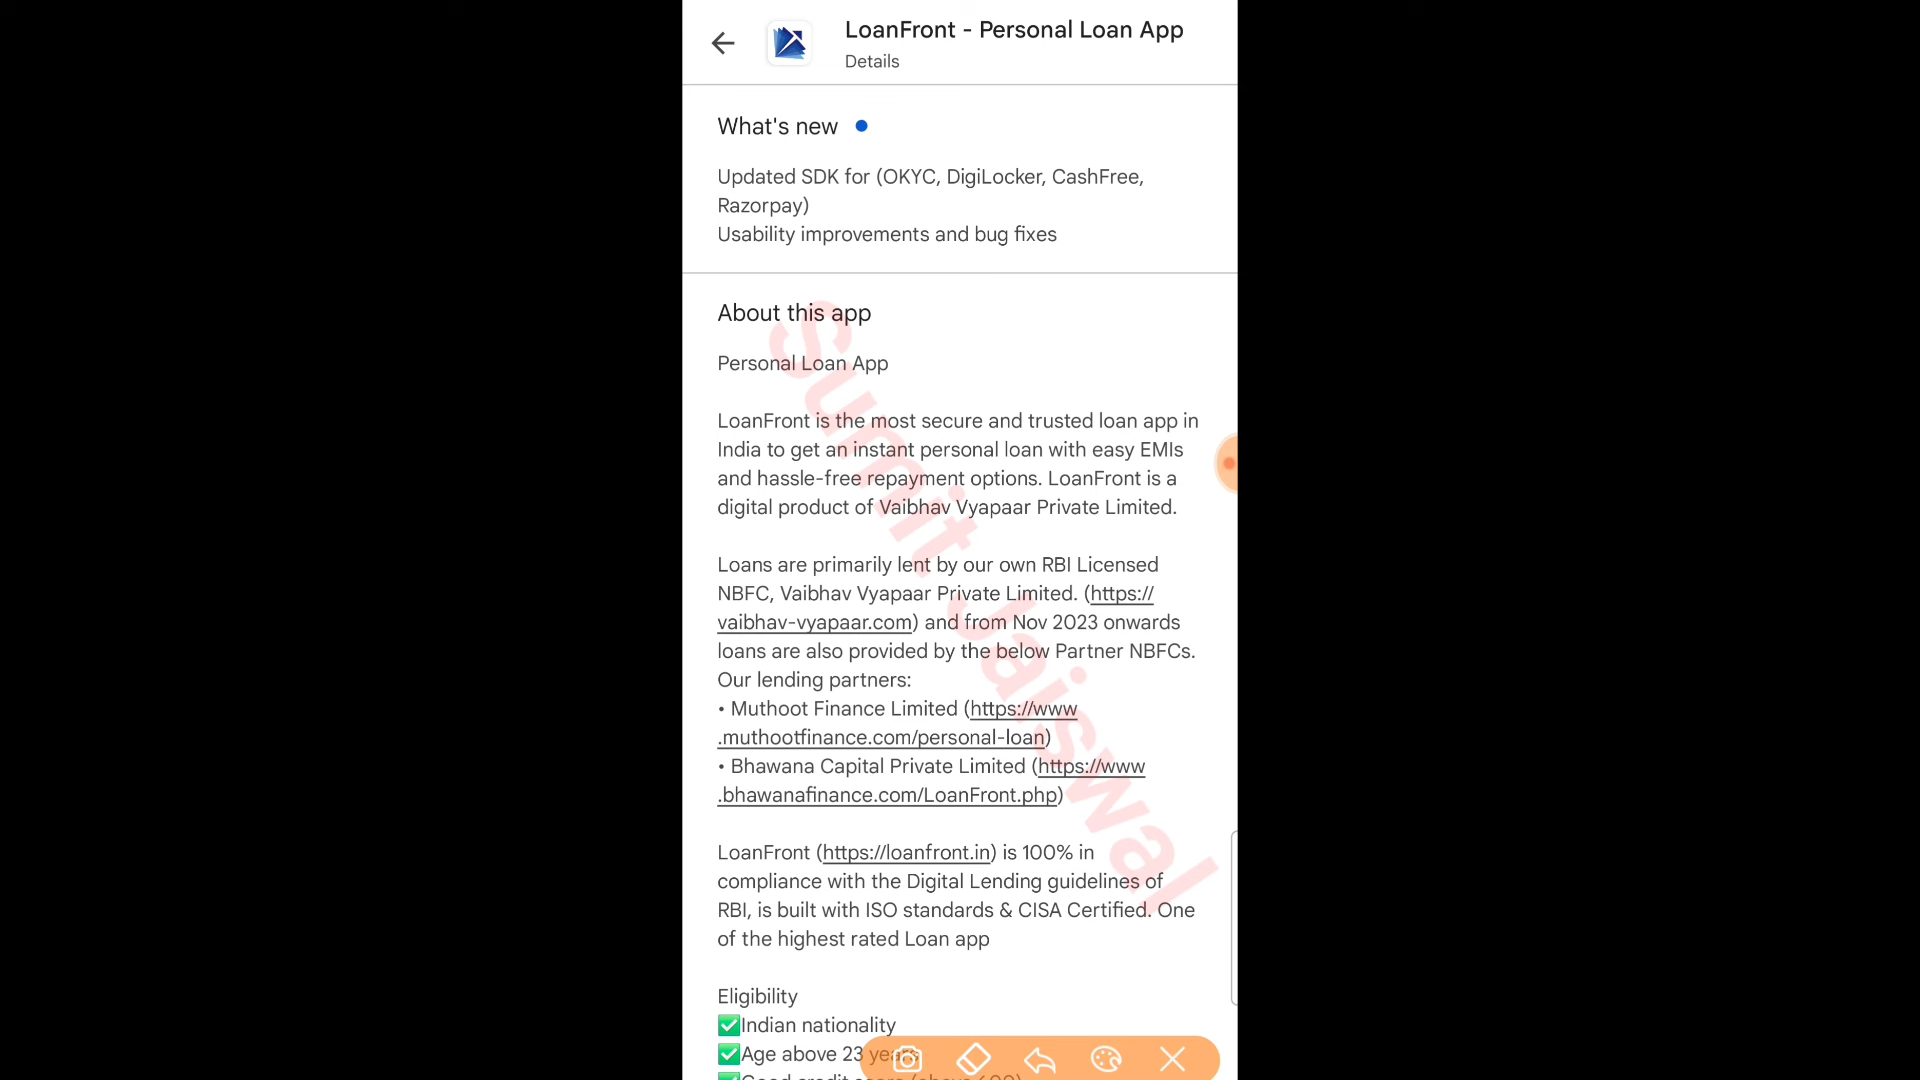 LoanFront - Personal Loan App
Details
What's new
Updated SDK for (OKYC, DigiLocker, CashFree,
Razorpay)
Usability improvements and bug fixes
About this app
Personal Loan App
LoanFront is the most secure and trusted loan app in
India to get an instant personal loan with easy EMIs
and hassle-free repayment options. LoanFront is a
digital product of Vaibhav Vyapaar Private Limited.
Loans are primarily lent by our own RBI Licensed
NBFC, Vaibhav Vyapaar Private Limited. (https://
vaibhav-vyapaar.com) and from Nov 2023 onwards
loans are also provided by the below Partner NBFCs.
Our lending partners:
• Muthoot Finance Limited (https://www
.muthootfinance.com/personal-loan)
• Bhawana Capital Private Limited (https://www
.bhawanafinance.com/LoanFront.php)
LoanFront (https://loanfront.in) is 100% in
compliance with the Digital Lending guidelines of
RBI, is built with ISO standards & CISA Certified. One
of the highest rated Loan app
Eligibility
✅Indian nationality
✅Age above 23 years
Sumit Jaiswal